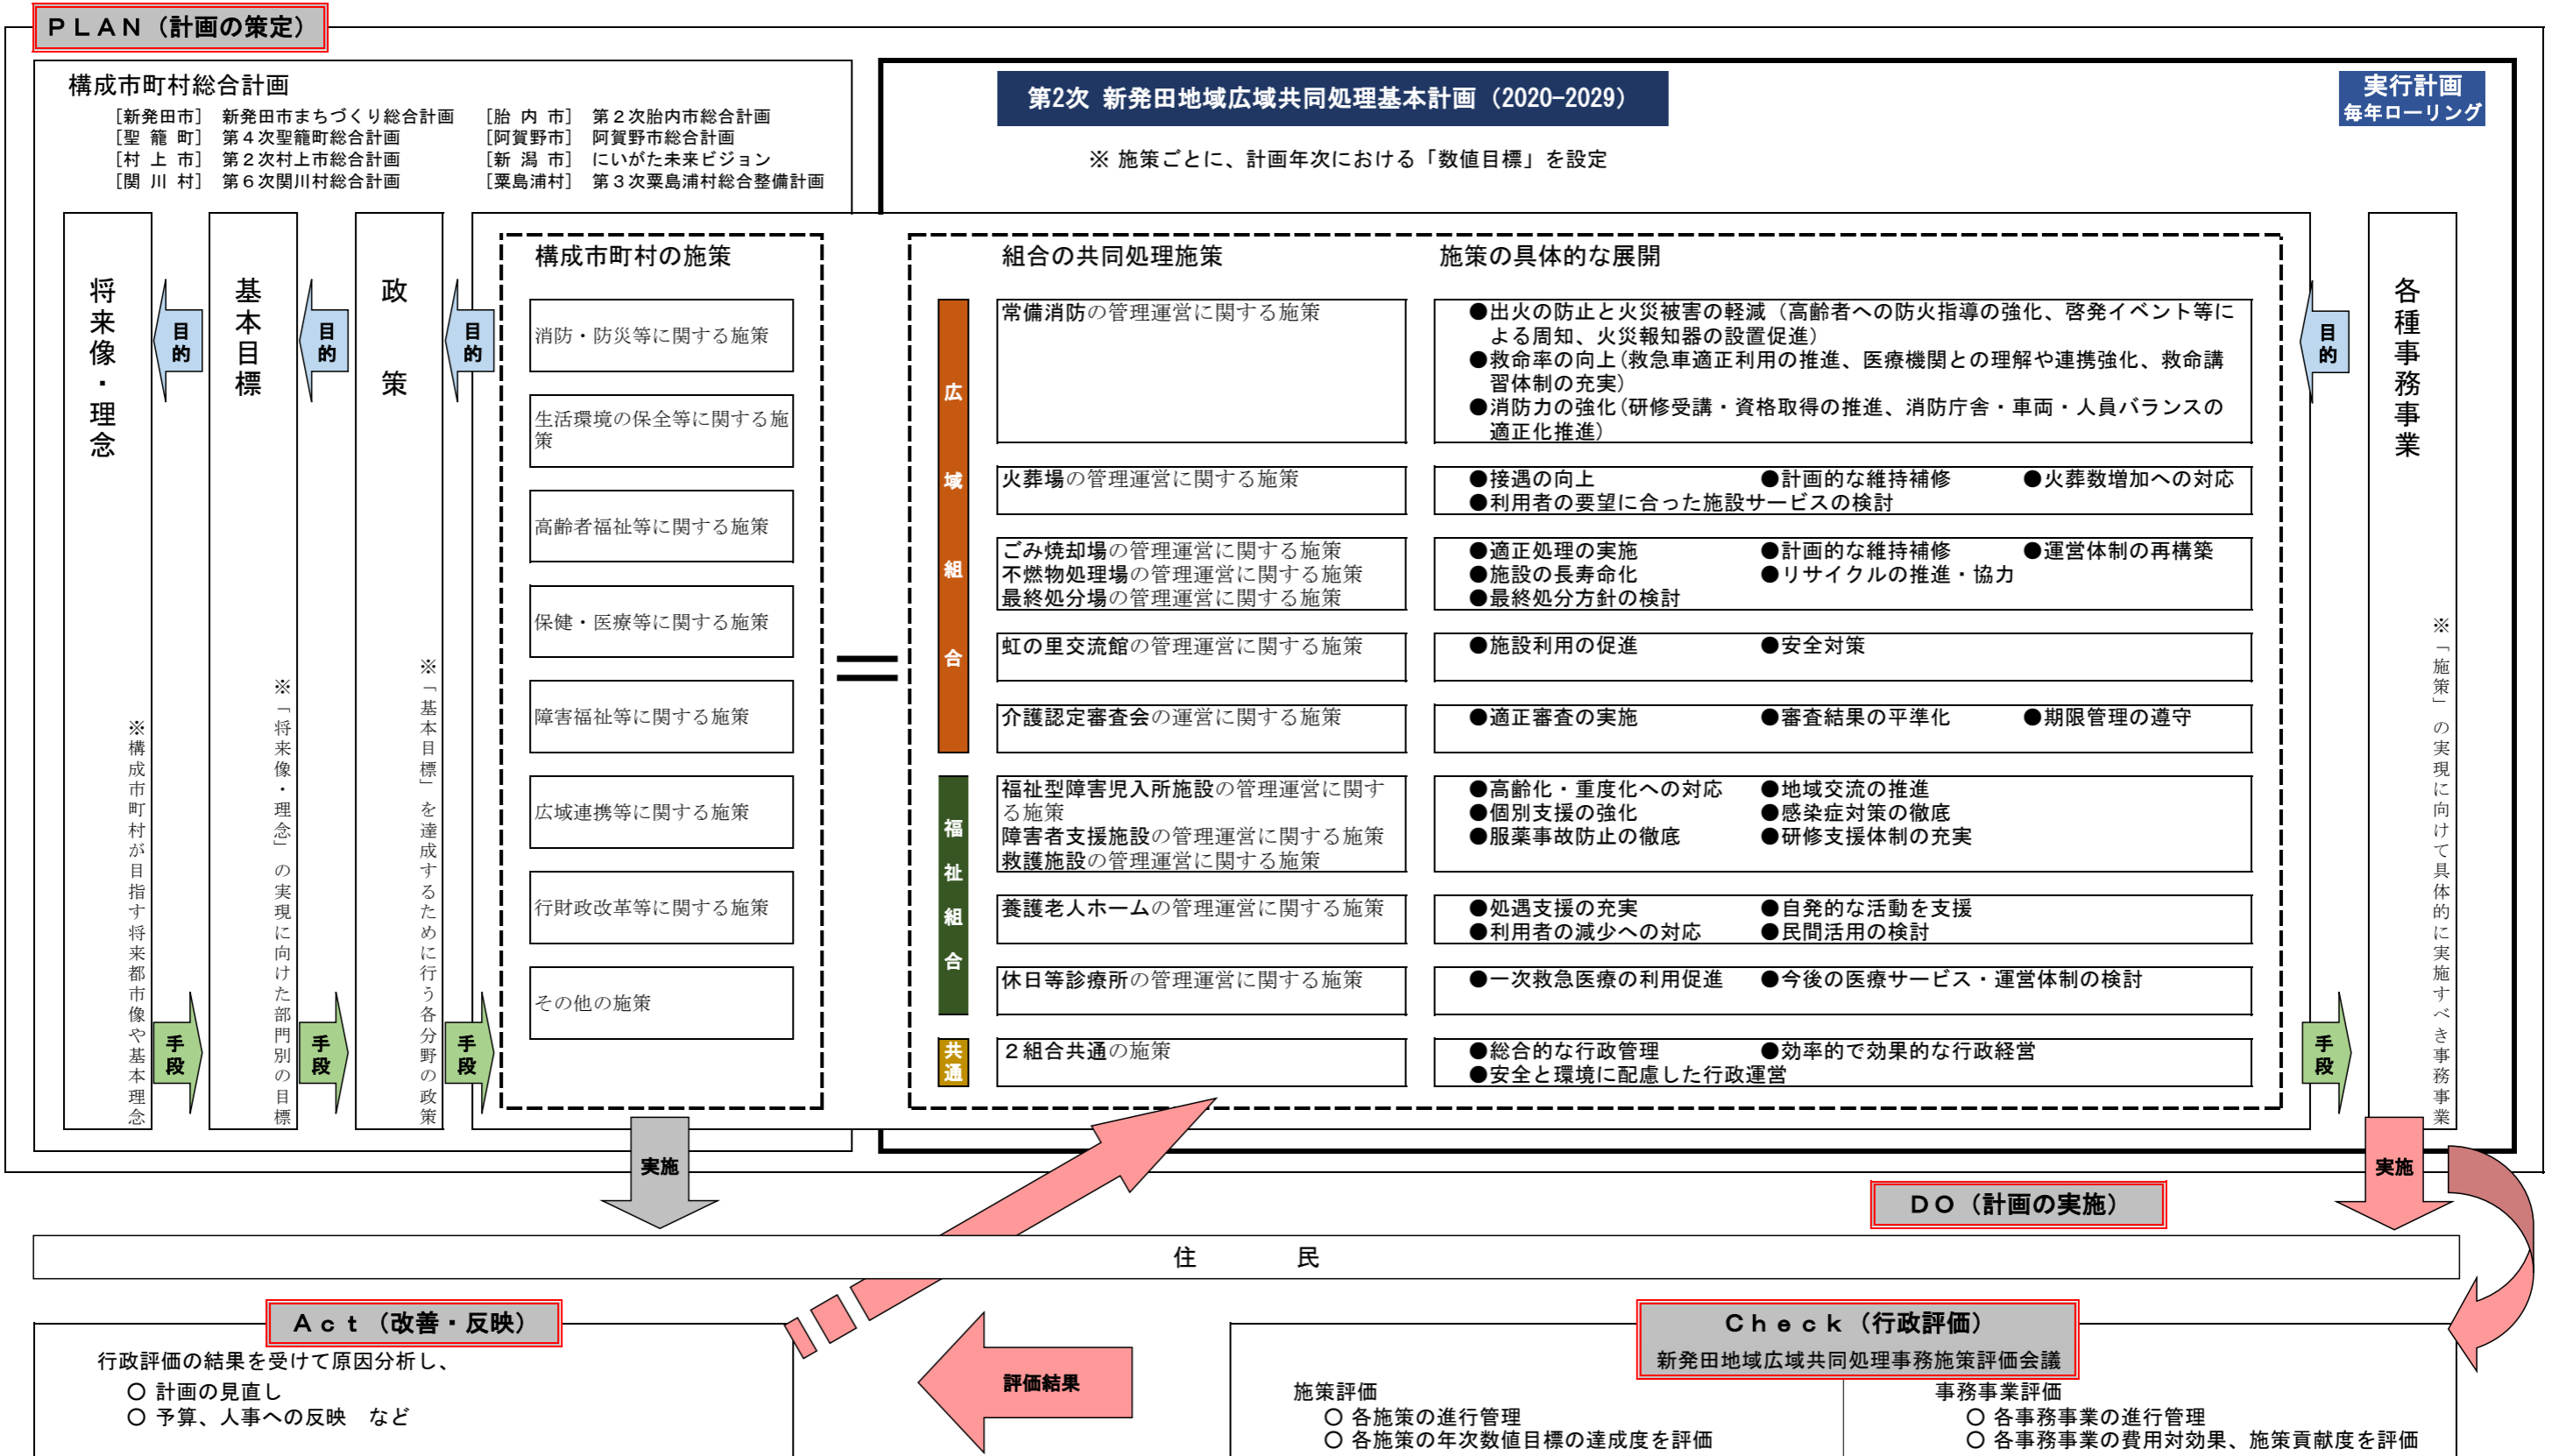 ＰＬＡＮ（計画の策定）
構成市町村総合計画
［新発田市］ 新発田市まちづくり総合計画 ［胎 内 市］ 第２次胎内市総合計画
［聖 籠 町］ 第４次聖籠町総合計画 ［阿賀野市］ 阿賀野市総合計画
［村 上 市］ 第２次村上市総合計画 ［新 潟 市］ にいがた未来ビジョン
［関 川 村］ 第６次関川村総合計画 ［粟島浦村］ 第３次粟島浦村総合整備計画
第2次 新発田地域広域共同処理基本計画（2020-2029）
※ 施策ごとに、計画年次における「数値目標」を設定
実行計画
毎年ローリング
将来像・理念
※構成市町村が目指す将来都市像や基本理念
目的
手段
基本目標
※「将来像・理念」の実現に向けた部門別の目標
目的
手段
政 策
※「基本目標」を達成するために行う各分野の政策
目的
手段
構成市町村の施策
消防・防災等に関する施策
生活環境の保全等に関する施
策
高齢者福祉等に関する施策
保健・医療等に関する施策
障害福祉等に関する施策
広域連携等に関する施策
行財政改革等に関する施策
その他の施策
＝
組合の共同処理施策 施策の具体的な展開
広域組合
常備消防の管理運営に関する施策
●出火の防止と火災被害の軽減（高齢者への防火指導の強化、啓発イベント等に
よる周知、火災報知器の設置促進）
●救命率の向上（救急車適正利用の推進、医療機関との理解や連携強化、救命講
習体制の充実）
●消防力の強化（研修受講・資格取得の推進、消防庁舎・車両・人員バランスの
適正化推進）
火葬場の管理運営に関する施策
●接遇の向上 ●計画的な維持補修 ●火葬数増加への対応
●利用者の要望に合った施設サービスの検討
ごみ焼却場の管理運営に関する施策
不燃物処理場の管理運営に関する施策
最終処分場の管理運営に関する施策
●適正処理の実施 ●計画的な維持補修 ●運営体制の再構築
●施設の長寿命化 ●リサイクルの推進・協力
●最終処分方針の検討
虹の里交流館の管理運営に関する施策
●施設利用の促進 ●安全対策
介護認定審査会の運営に関する施策
●適正審査の実施 ●審査結果の平準化 ●期限管理の遵守
福祉組合
福祉型障害児入所施設の管理運営に関す
る施策
障害者支援施設の管理運営に関する施策
救護施設の管理運営に関する施策
●高齢化・重度化への対応 ●地域交流の推進
●個別支援の強化 ●感染症対策の徹底
●服薬事故防止の徹底 ●研修支援体制の充実
養護老人ホームの管理運営に関する施策
●処遇支援の充実 ●自発的な活動を支援
●利用者の減少への対応 ●民間活用の検討
休日等診療所の管理運営に関する施策
●一次救急医療の利用促進 ●今後の医療サービス・運営体制の検討
共通
２組合共通の施策
●総合的な行政管理 ●効率的で効果的な行政経営
●安全と環境に配慮した行政運営
目的
手段
各種事務事業
※「施策」の実現に向けて具体的に実施すべき事務事業
実施
実施
ＤＯ（計画の実施）
住 民
Ａｃｔ（改善・反映）
行政評価の結果を受けて原因分析し、
○ 計画の見直し
○ 予算、人事への反映 など
評価結果
Ｃｈｅｃｋ（行政評価）
新発田地域広域共同処理事務施策評価会議
施策評価
○ 各施策の進行管理
○ 各施策の年次数値目標の達成度を評価
事務事業評価
○ 各事務事業の進行管理
○ 各事務事業の費用対効果、施策貢献度を評価